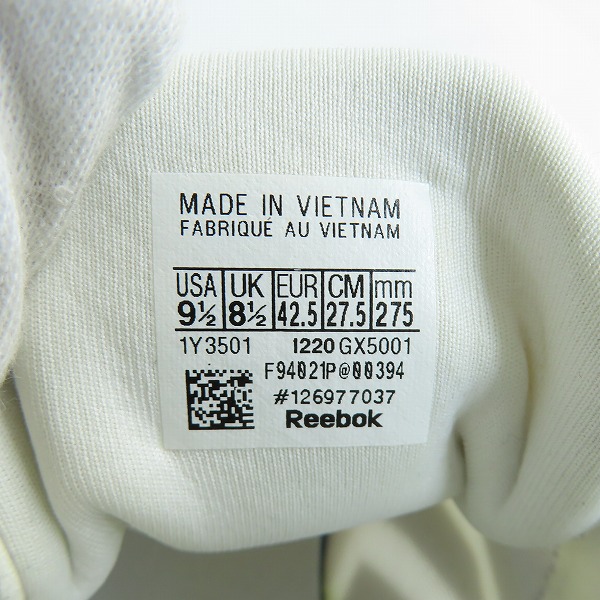 MADE IN VIETNAM
FABRIQUÉ AU VIETNAM
USA UK EUR CM mm
9½ 8½ 42.5 27.5 275
1Y3501 I220 GX5001
F94021P@00394
#126977037
Reebok